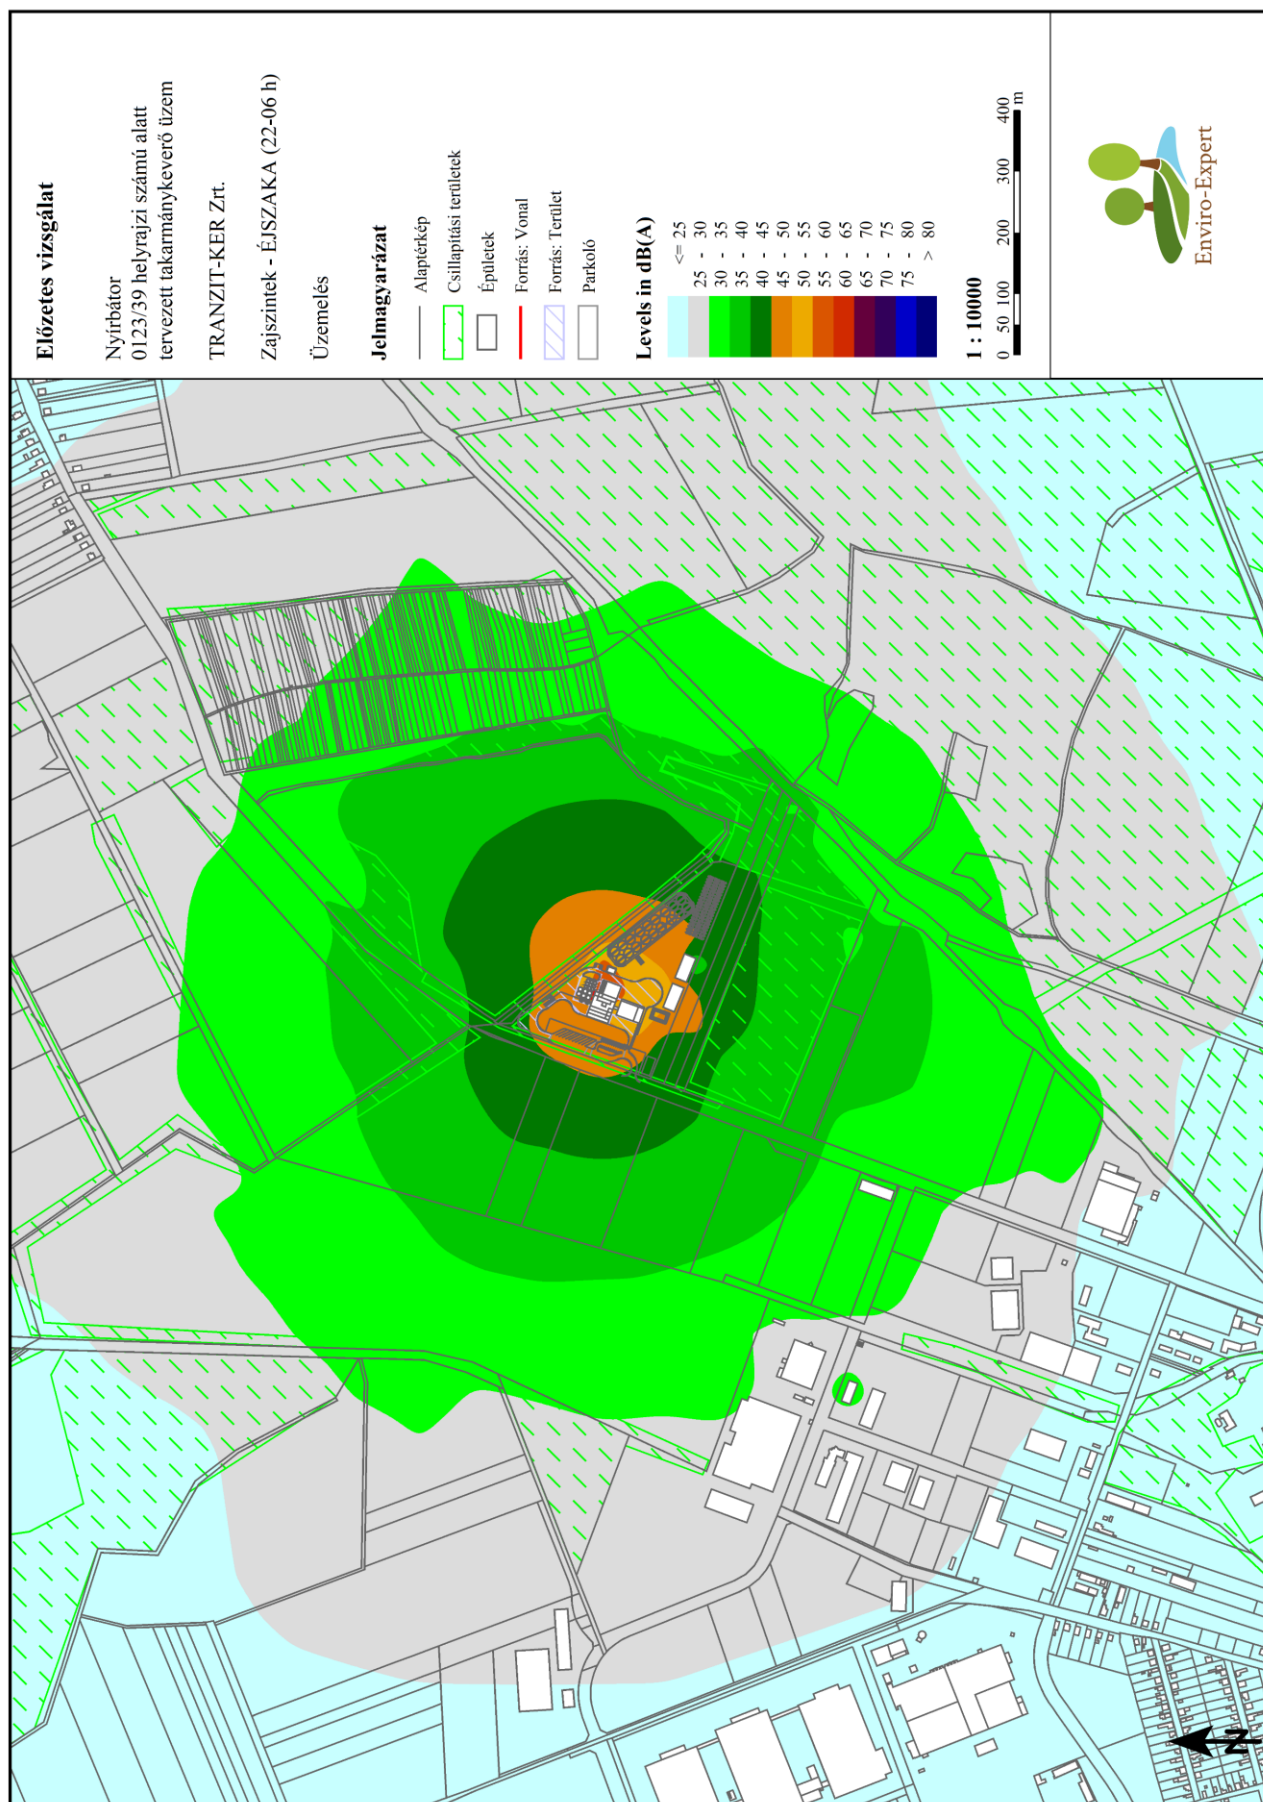 Előzetes vizsgálat
Nyírbátor
0123/39 helyrajzi számú alatt
tervezett takarmánykeverő üzem
TRANZIT-KER Zrt.
Zajszintek - ÉJSZAKA (22-06 h)
Üzemelés
Jelmagyarázat
Alaptérkép
Csillapítási területek
Épületek
Forrás: Vonal
Forrás: Terület
Parkoló
Levels in dB(A)
<= 25
25 - 30
30 - 35
35 - 40
40 - 45
45 - 50
50 - 55
55 - 60
60 - 65
65 - 70
70 - 75
75 - 80
> 80
1 : 10000
0 50 100 200 300 400
m
Enviro-Expert
N